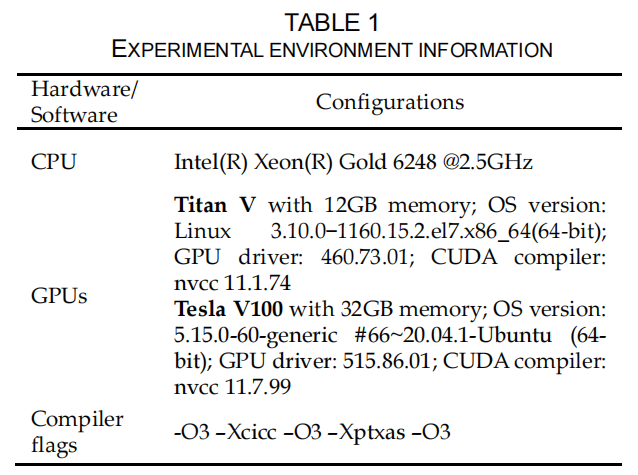 TABLE 1
EXPERIMENTAL ENVIRONMENT INFORMATION
Hardware/
Software
Configurations
CPU
Intel(R) Xeon(R) Gold 6248 @2.5GHz
GPUs
Titan V with 12GB memory; OS version:
Linux 3.10.0−1160.15.2.el7.x86_64(64-bit);
GPU driver: 460.73.01; CUDA compiler:
nvcc 11.1.74
Tesla V100 with 32GB memory; OS version:
5.15.0-60-generic #66~20.04.1-Ubuntu (64-
bit); GPU driver: 515.86.01; CUDA compiler:
nvcc 11.7.99
Compiler
flags
-O3 –Xcicc –O3 –Xptxas –O3